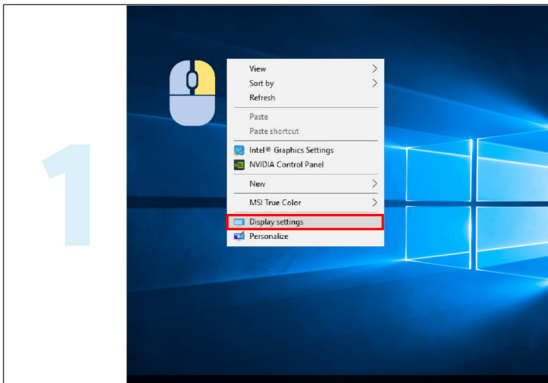 1
View
Sort by
Refresh
Paste
Paste shortcut
Intel® Graphics Settings
NVIDIA Control Panel
New
MSI True Color
Display settings
Personalize